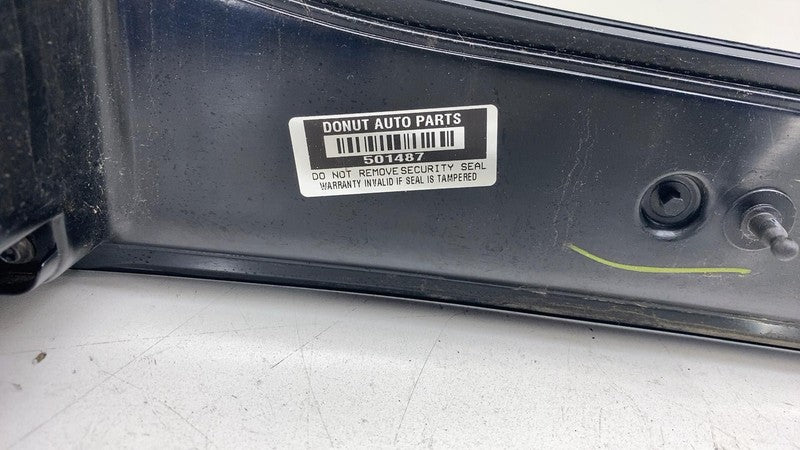 DONUT AUTO PARTS
501487
DO NOT REMOVE SECURITY SEAL
WARRANTY INVALID IF SEAL IS TAMPERED